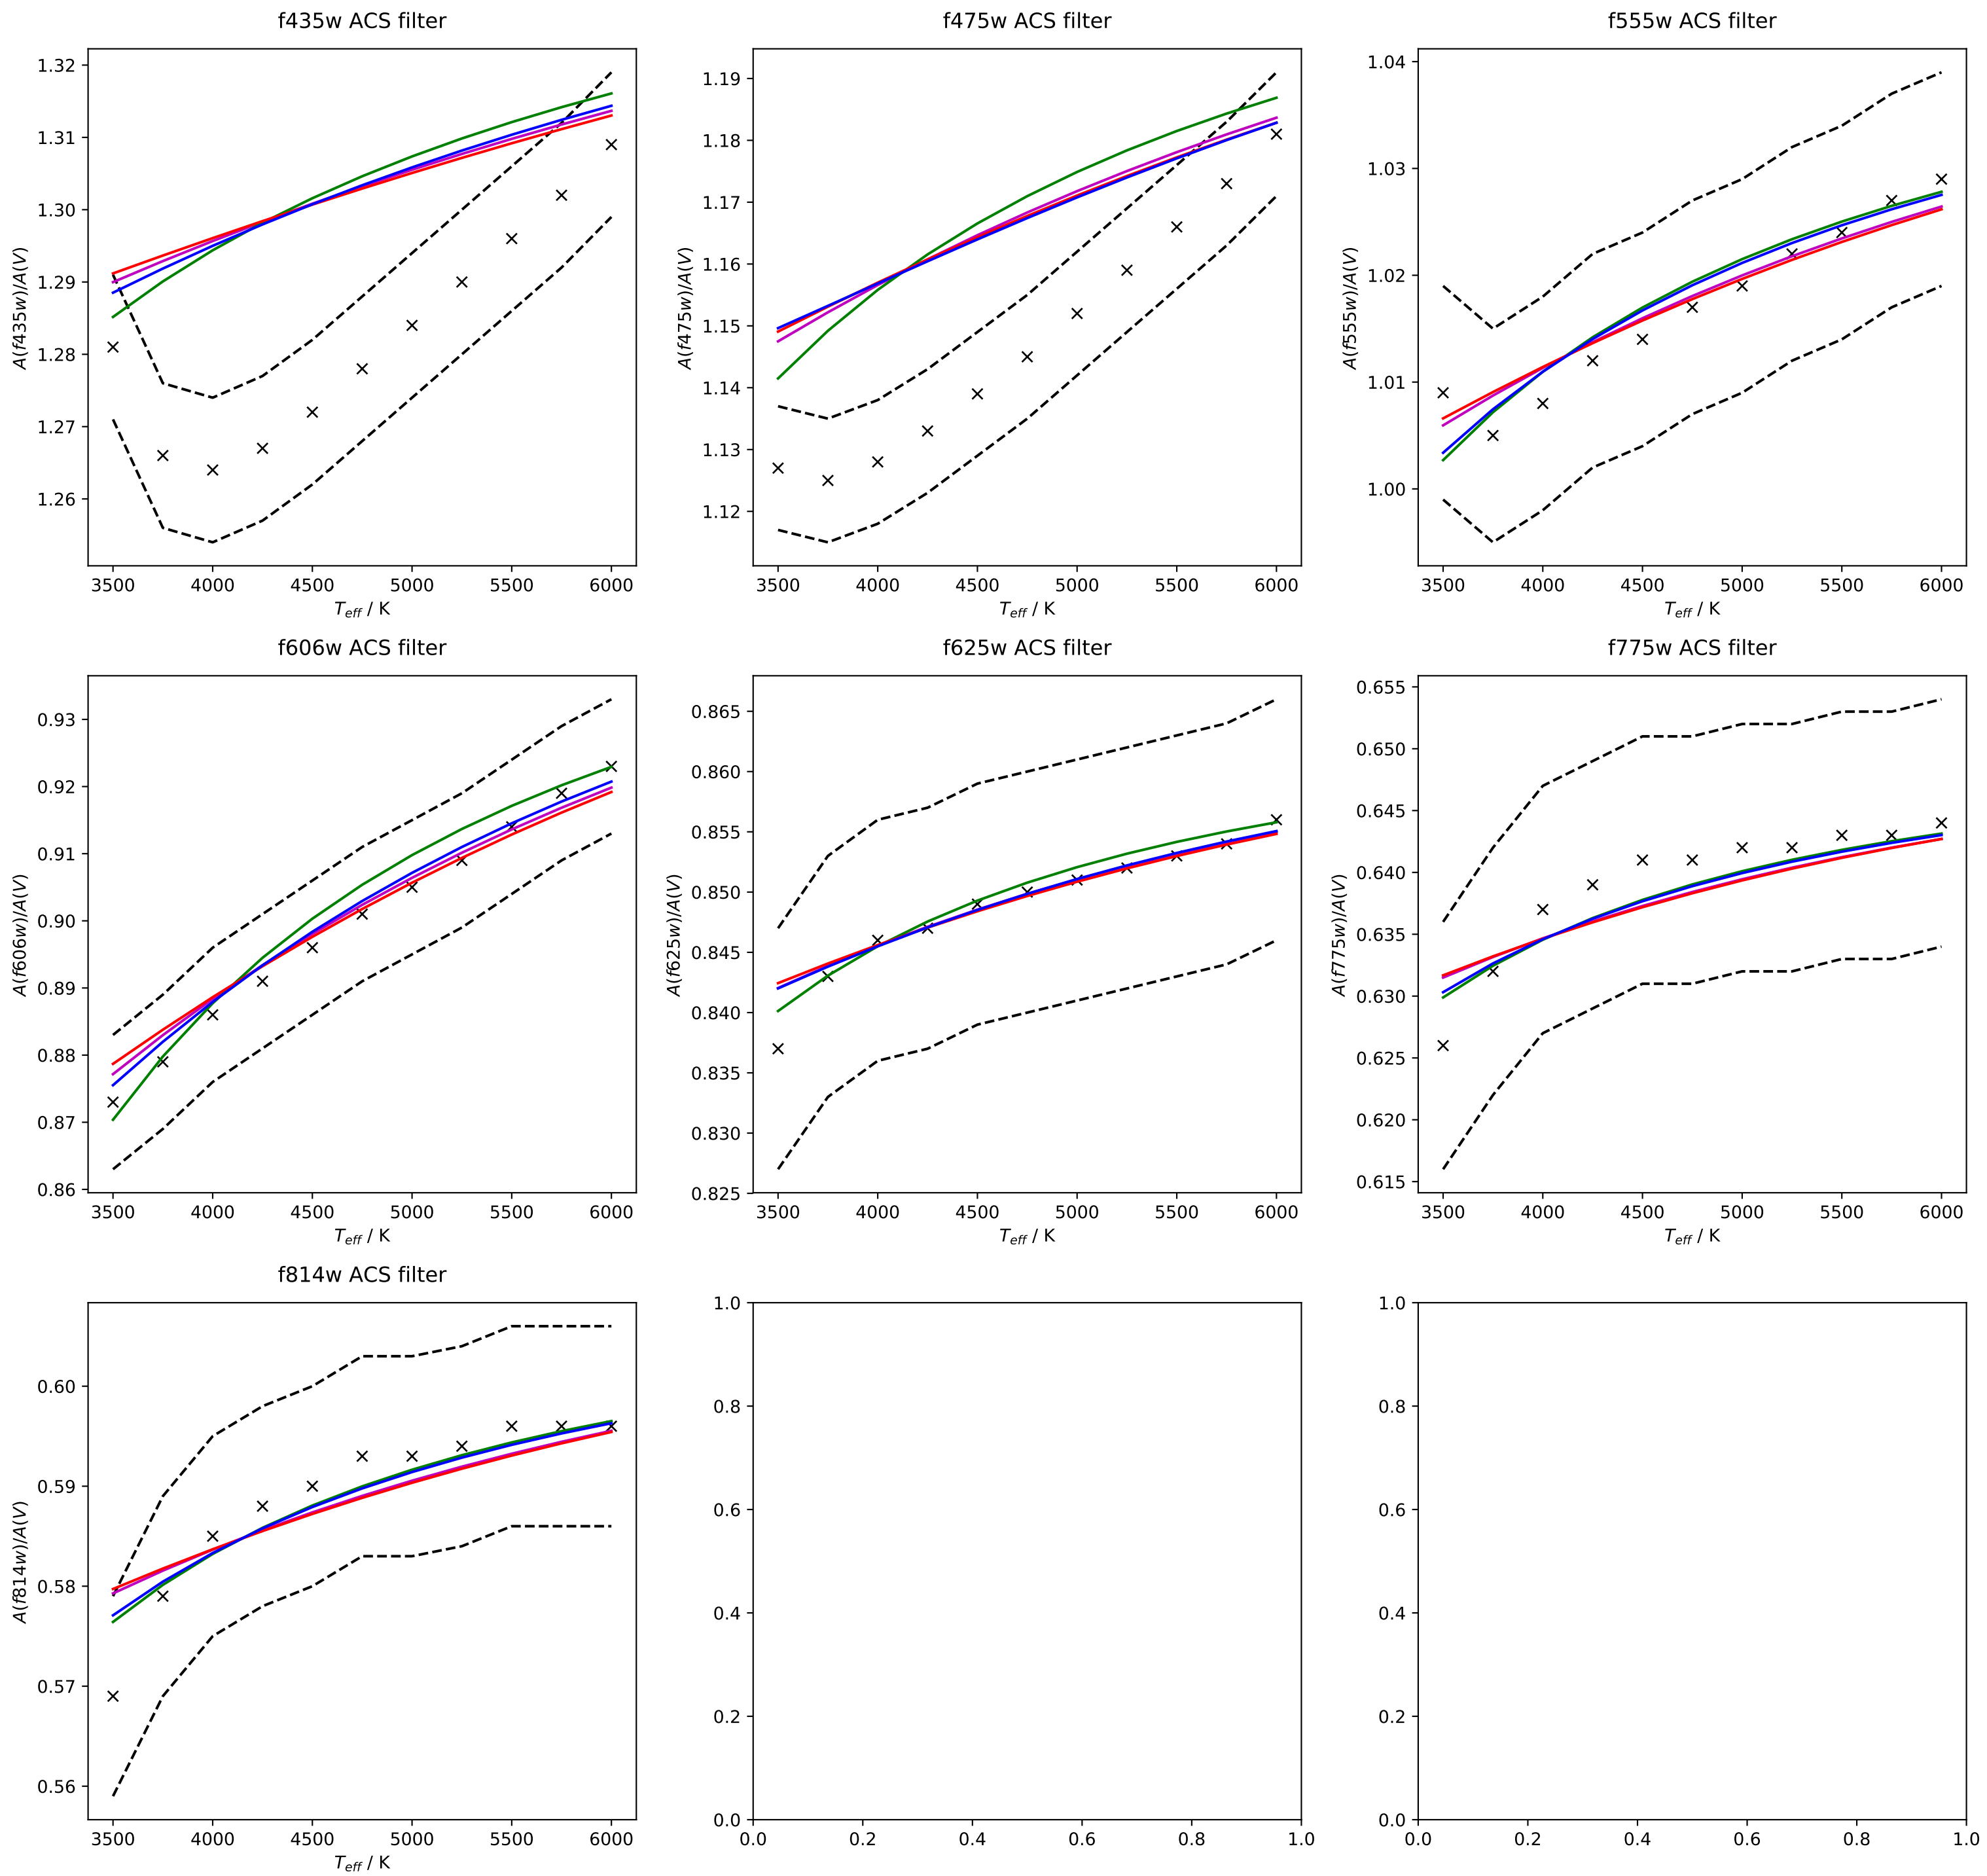 f435w ACS filter
1.32
1.31
1.30
1.29
1.28
1.27
1.26
A(f435w)/A(V)
3500 4000 4500 5000 5500 6000
T_eff / K
f475w ACS filter
1.19
1.18
1.17
1.16
1.15
1.14
1.13
1.12
A(f475w)/A(V)
3500 4000 4500 5000 5500 6000
T_eff / K
f555w ACS filter
1.04
1.03
1.02
1.01
1.00
A(f555w)/A(V)
3500 4000 4500 5000 5500 6000
T_eff / K
f606w ACS filter
0.93
0.92
0.91
0.90
0.89
0.88
0.87
0.86
A(f606w)/A(V)
3500 4000 4500 5000 5500 6000
T_eff / K
f625w ACS filter
0.865
0.860
0.855
0.850
0.845
0.840
0.835
0.830
0.825
A(f625w)/A(V)
3500 4000 4500 5000 5500 6000
T_eff / K
f775w ACS filter
0.655
0.650
0.645
0.640
0.635
0.630
0.625
0.620
0.615
A(f775w)/A(V)
3500 4000 4500 5000 5500 6000
T_eff / K
f814w ACS filter
0.60
0.59
0.58
0.57
0.56
A(f814w)/A(V)
3500 4000 4500 5000 5500 6000
T_eff / K
1.0
0.8
0.6
0.4
0.2
0.0
0.0 0.2 0.4 0.6 0.8 1.0
1.0
0.8
0.6
0.4
0.2
0.0
0.0 0.2 0.4 0.6 0.8 1.0